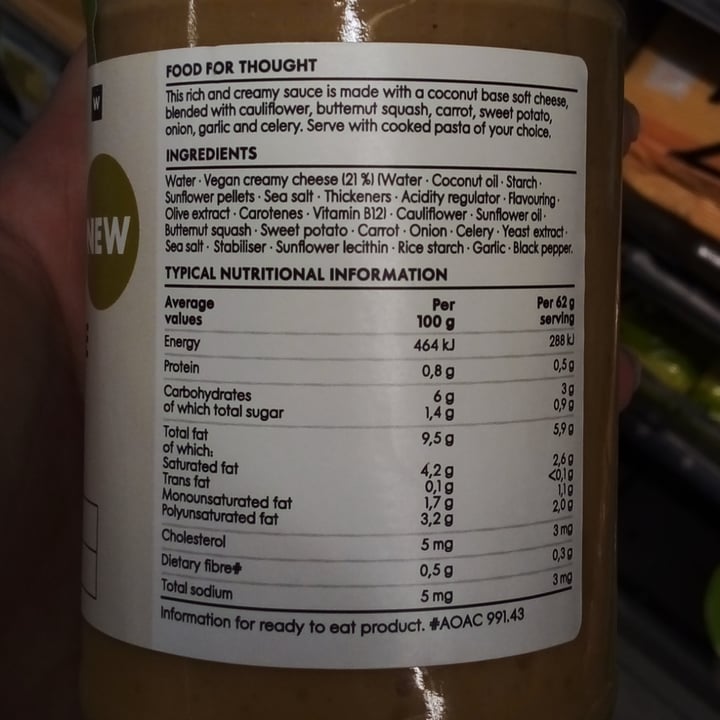 W
NEW
FOOD FOR THOUGHT
This rich and creamy sauce is made with a coconut base soft cheese,
blended with cauliflower, butternut squash, carrot, sweet potato,
onion, garlic and celery. Serve with cooked pasta of your choice.
INGREDIENTS
Water · Vegan creamy cheese (21 %) (Water · Coconut oil · Starch ·
Sunflower pellets · Sea salt · Thickeners · Acidity regulator · Flavouring ·
Olive extract · Carotenes · Vitamin B12) · Cauliflower · Sunflower oil ·
Butternut squash · Sweet potato · Carrot · Onion · Celery · Yeast extract ·
Sea salt · Stabiliser · Sunflower lecithin · Rice starch · Garlic · Black pepper.
TYPICAL NUTRITIONAL INFORMATION
Average Per Per 62 g
values 100 g serving
Energy 464 kJ 288 kJ
Protein 0,8 g 0,5 g
Carbohydrates 6 g 3 g
of which total sugar 1,4 g 0,9 g
Total fat 9,5 g 5,9 g
of which:
Saturated fat 4,2 g 2,6 g
Trans fat 0,1 g <0,1 g
Monounsaturated fat 1,7 g 1,1 g
Polyunsaturated fat 3,2 g 2,0 g
Cholesterol 5 mg 3 mg
Dietary fibre# 0,5 g 0,3 g
Total sodium 5 mg 3 mg
Information for ready to eat product. #AOAC 991.43